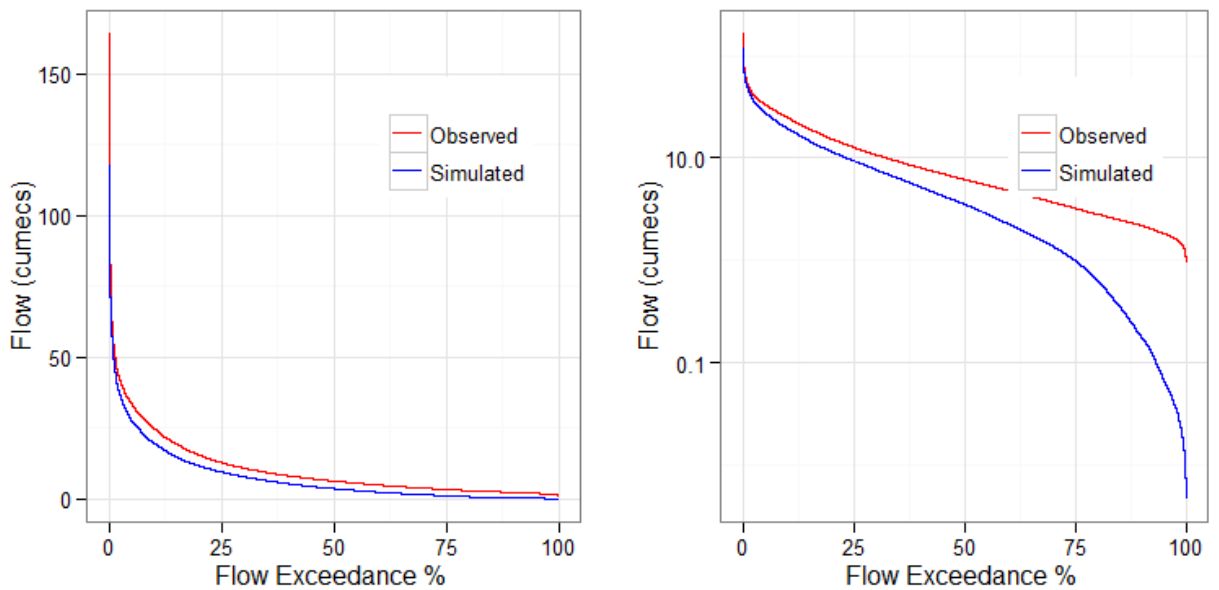 150
100
50
0
Flow (cumecs)
Observed
Simulated
0 25 50 75 100
Flow Exceedance %
10.0
0.1
Flow (cumecs)
Observed
Simulated
0 25 50 75 100
Flow Exceedance %